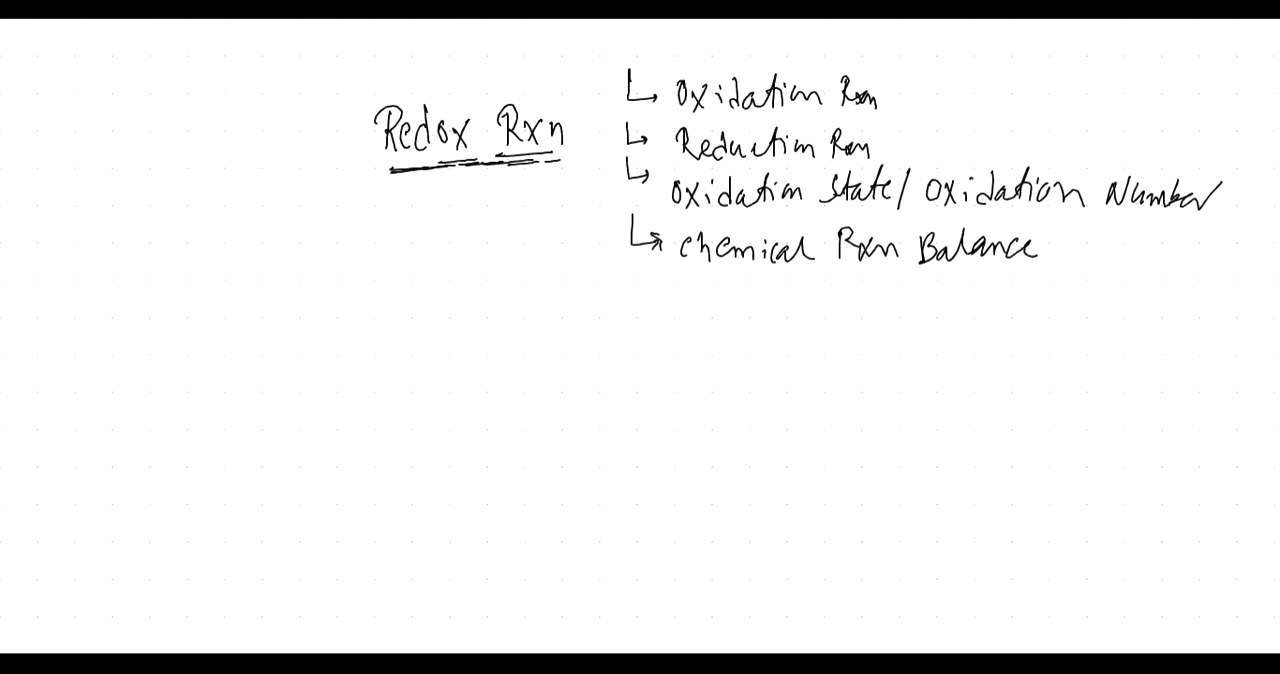 Redox Rxn
↳ Oxidation Rxn
↳ Reduction Rxn
↳ Oxidation State/ Oxidation Number
↳ Chemical Rxn Balance